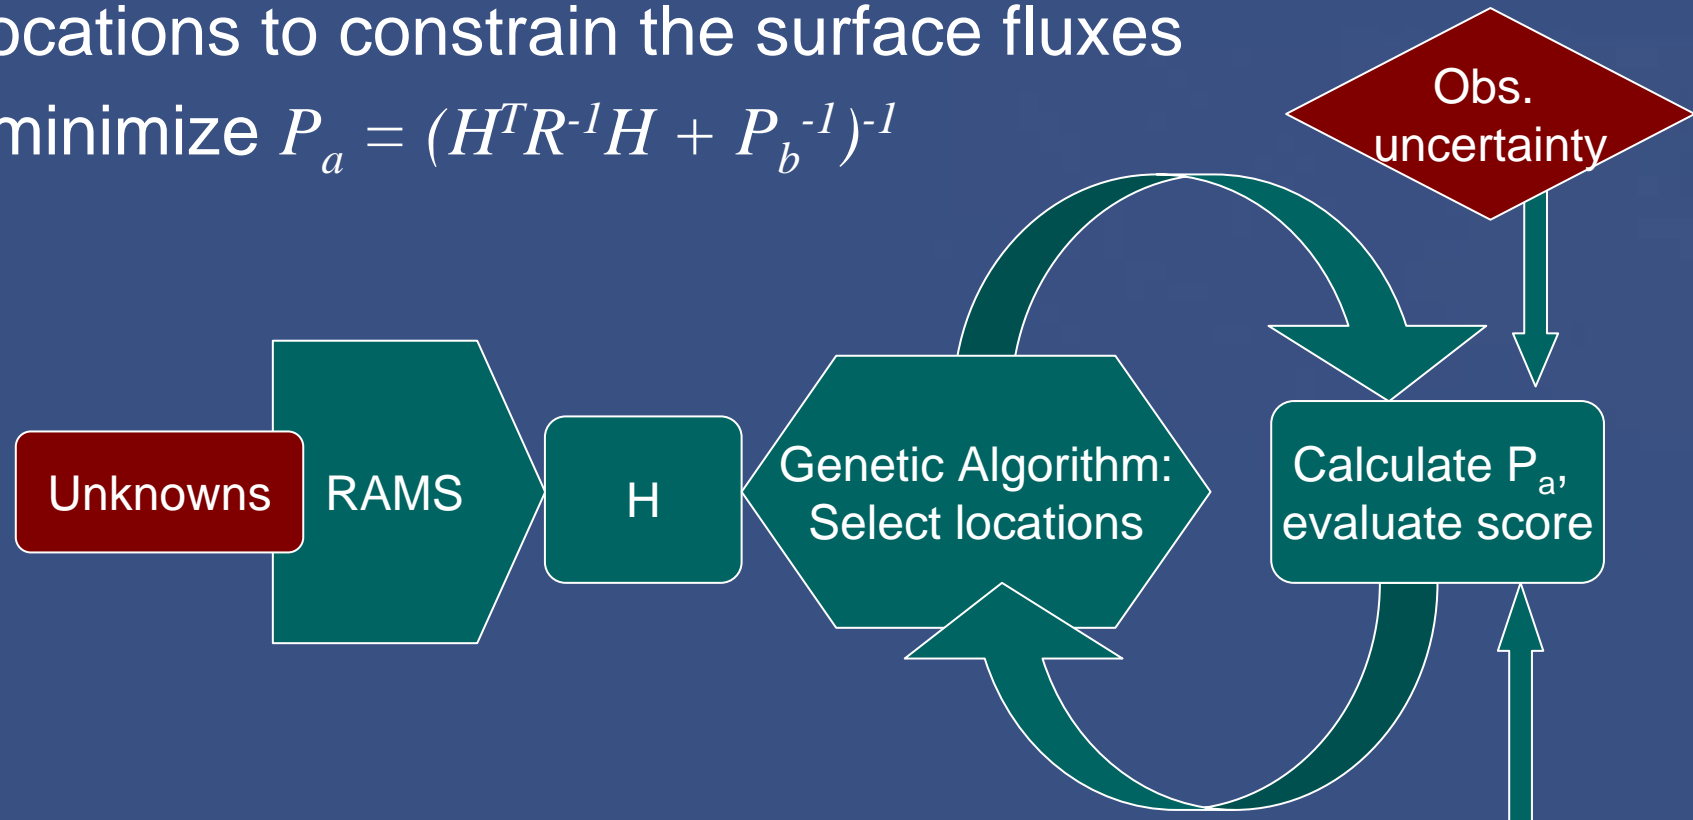 ocations to constrain the surface fluxes
minimize Pₐ = (HᵀR⁻¹H + P_b⁻¹)⁻¹
Obs.
uncertainty
Unknowns
RAMS
H
Genetic Algorithm:
Select locations
Calculate Pₐ,
evaluate score